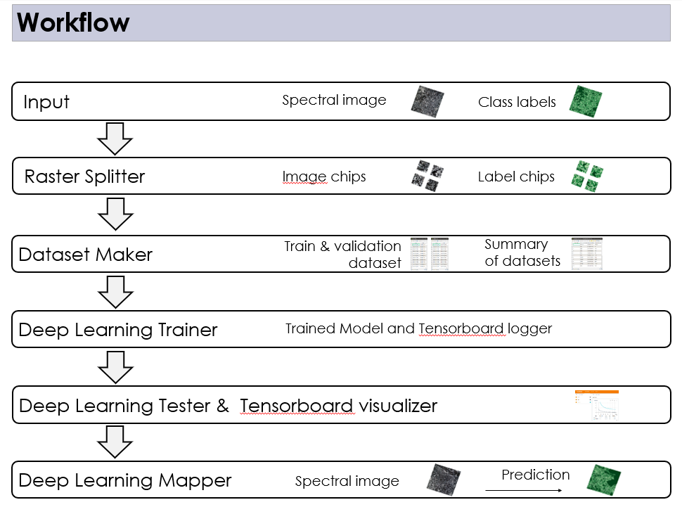 Workflow
Input Spectral image Class labels
Raster Splitter Image chips Label chips
Dataset Maker Train & validation dataset Summary of datasets
Deep Learning Trainer Trained Model and Tensorboard logger
Deep Learning Tester & Tensorboard visualizer
Deep Learning Mapper Spectral image Prediction